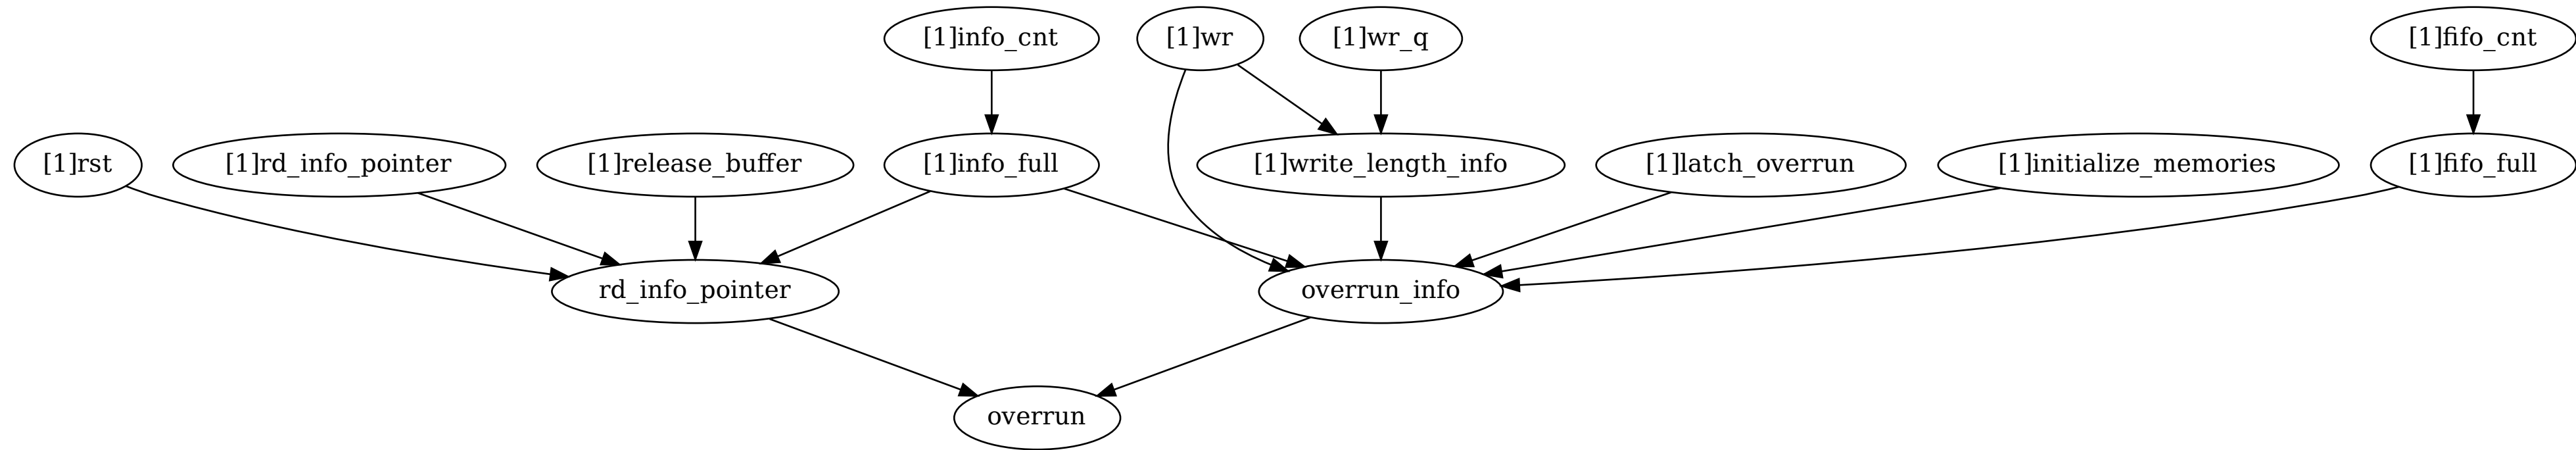 [1]info_cnt
[1]wr
[1]wr_q
[1]fifo_cnt
[1]rst
[1]rd_info_pointer
[1]release_buffer
[1]info_full
[1]write_length_info
[1]latch_overrun
[1]initialize_memories
[1]fifo_full
rd_info_pointer
overrun_info
overrun